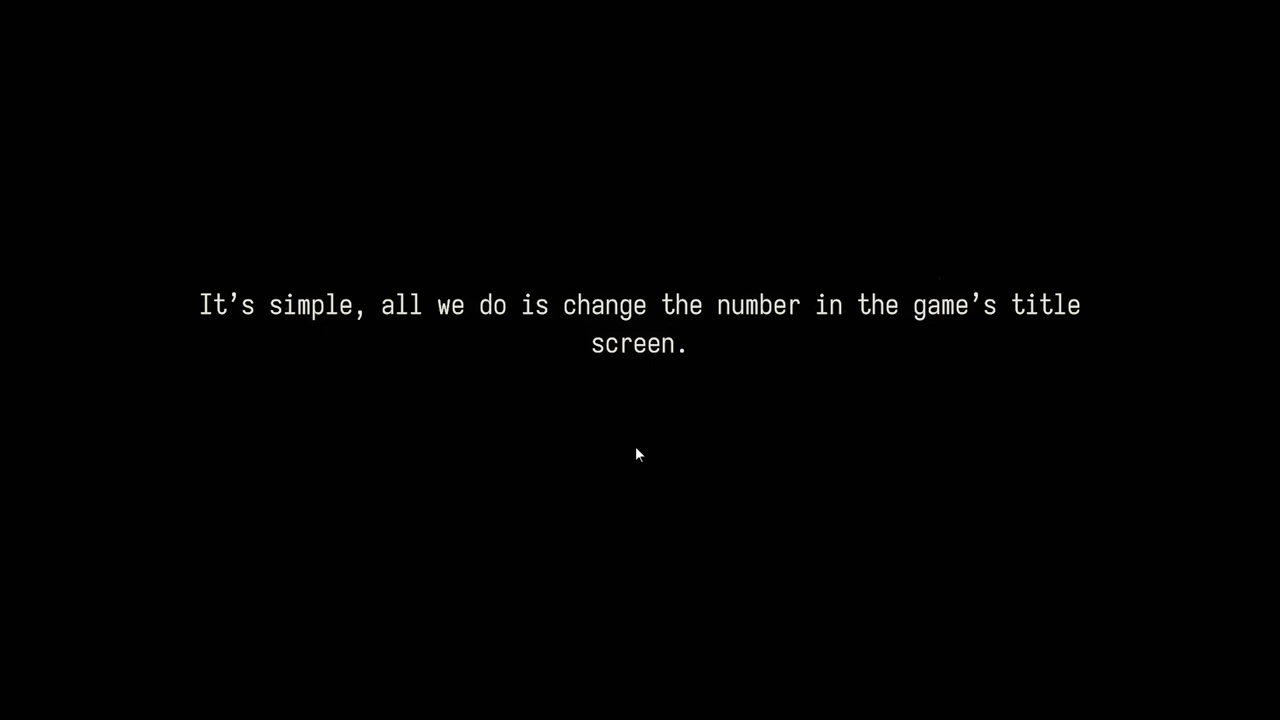 It’s simple, all we do is change the number in the game’s title
screen.